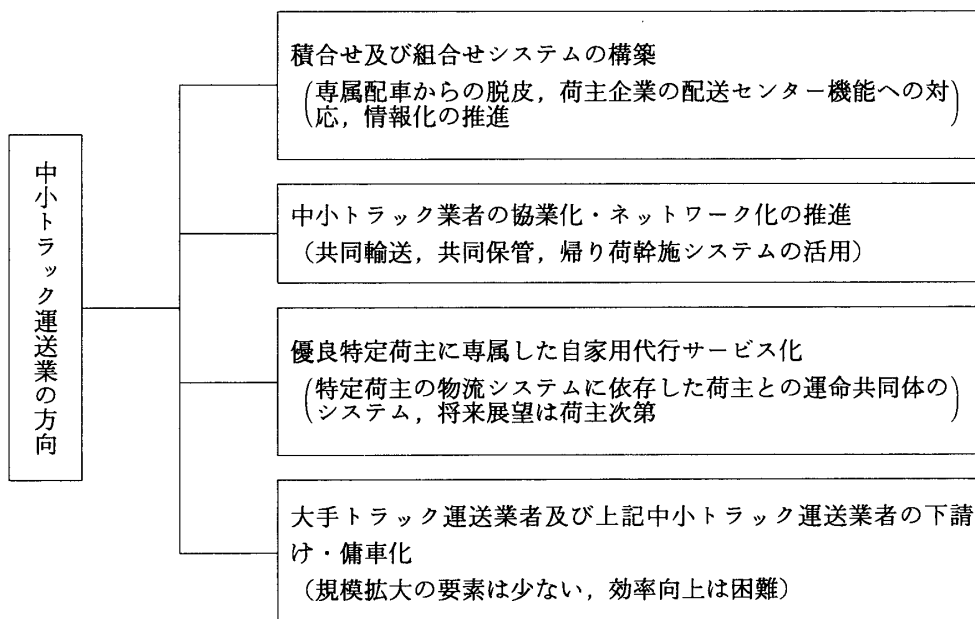 中小トラック運送業の方向
積合せ及び組合せシステムの構築
(専属配車からの脱皮，荷主企業の配送センター機能への対
応，情報化の推進)
中小トラック業者の協業化・ネットワーク化の推進
(共同輸送，共同保管，帰り荷幹施システムの活用)
優良特定荷主に専属した自家用代行サービス化
(特定荷主の物流システムに依存した荷主との運命共同体の
システム，将来展望は荷主次第)
大手トラック運送業者及び上記中小トラック運送業者の下請
け・傭車化
(規模拡大の要素は少ない，効率向上は困難)